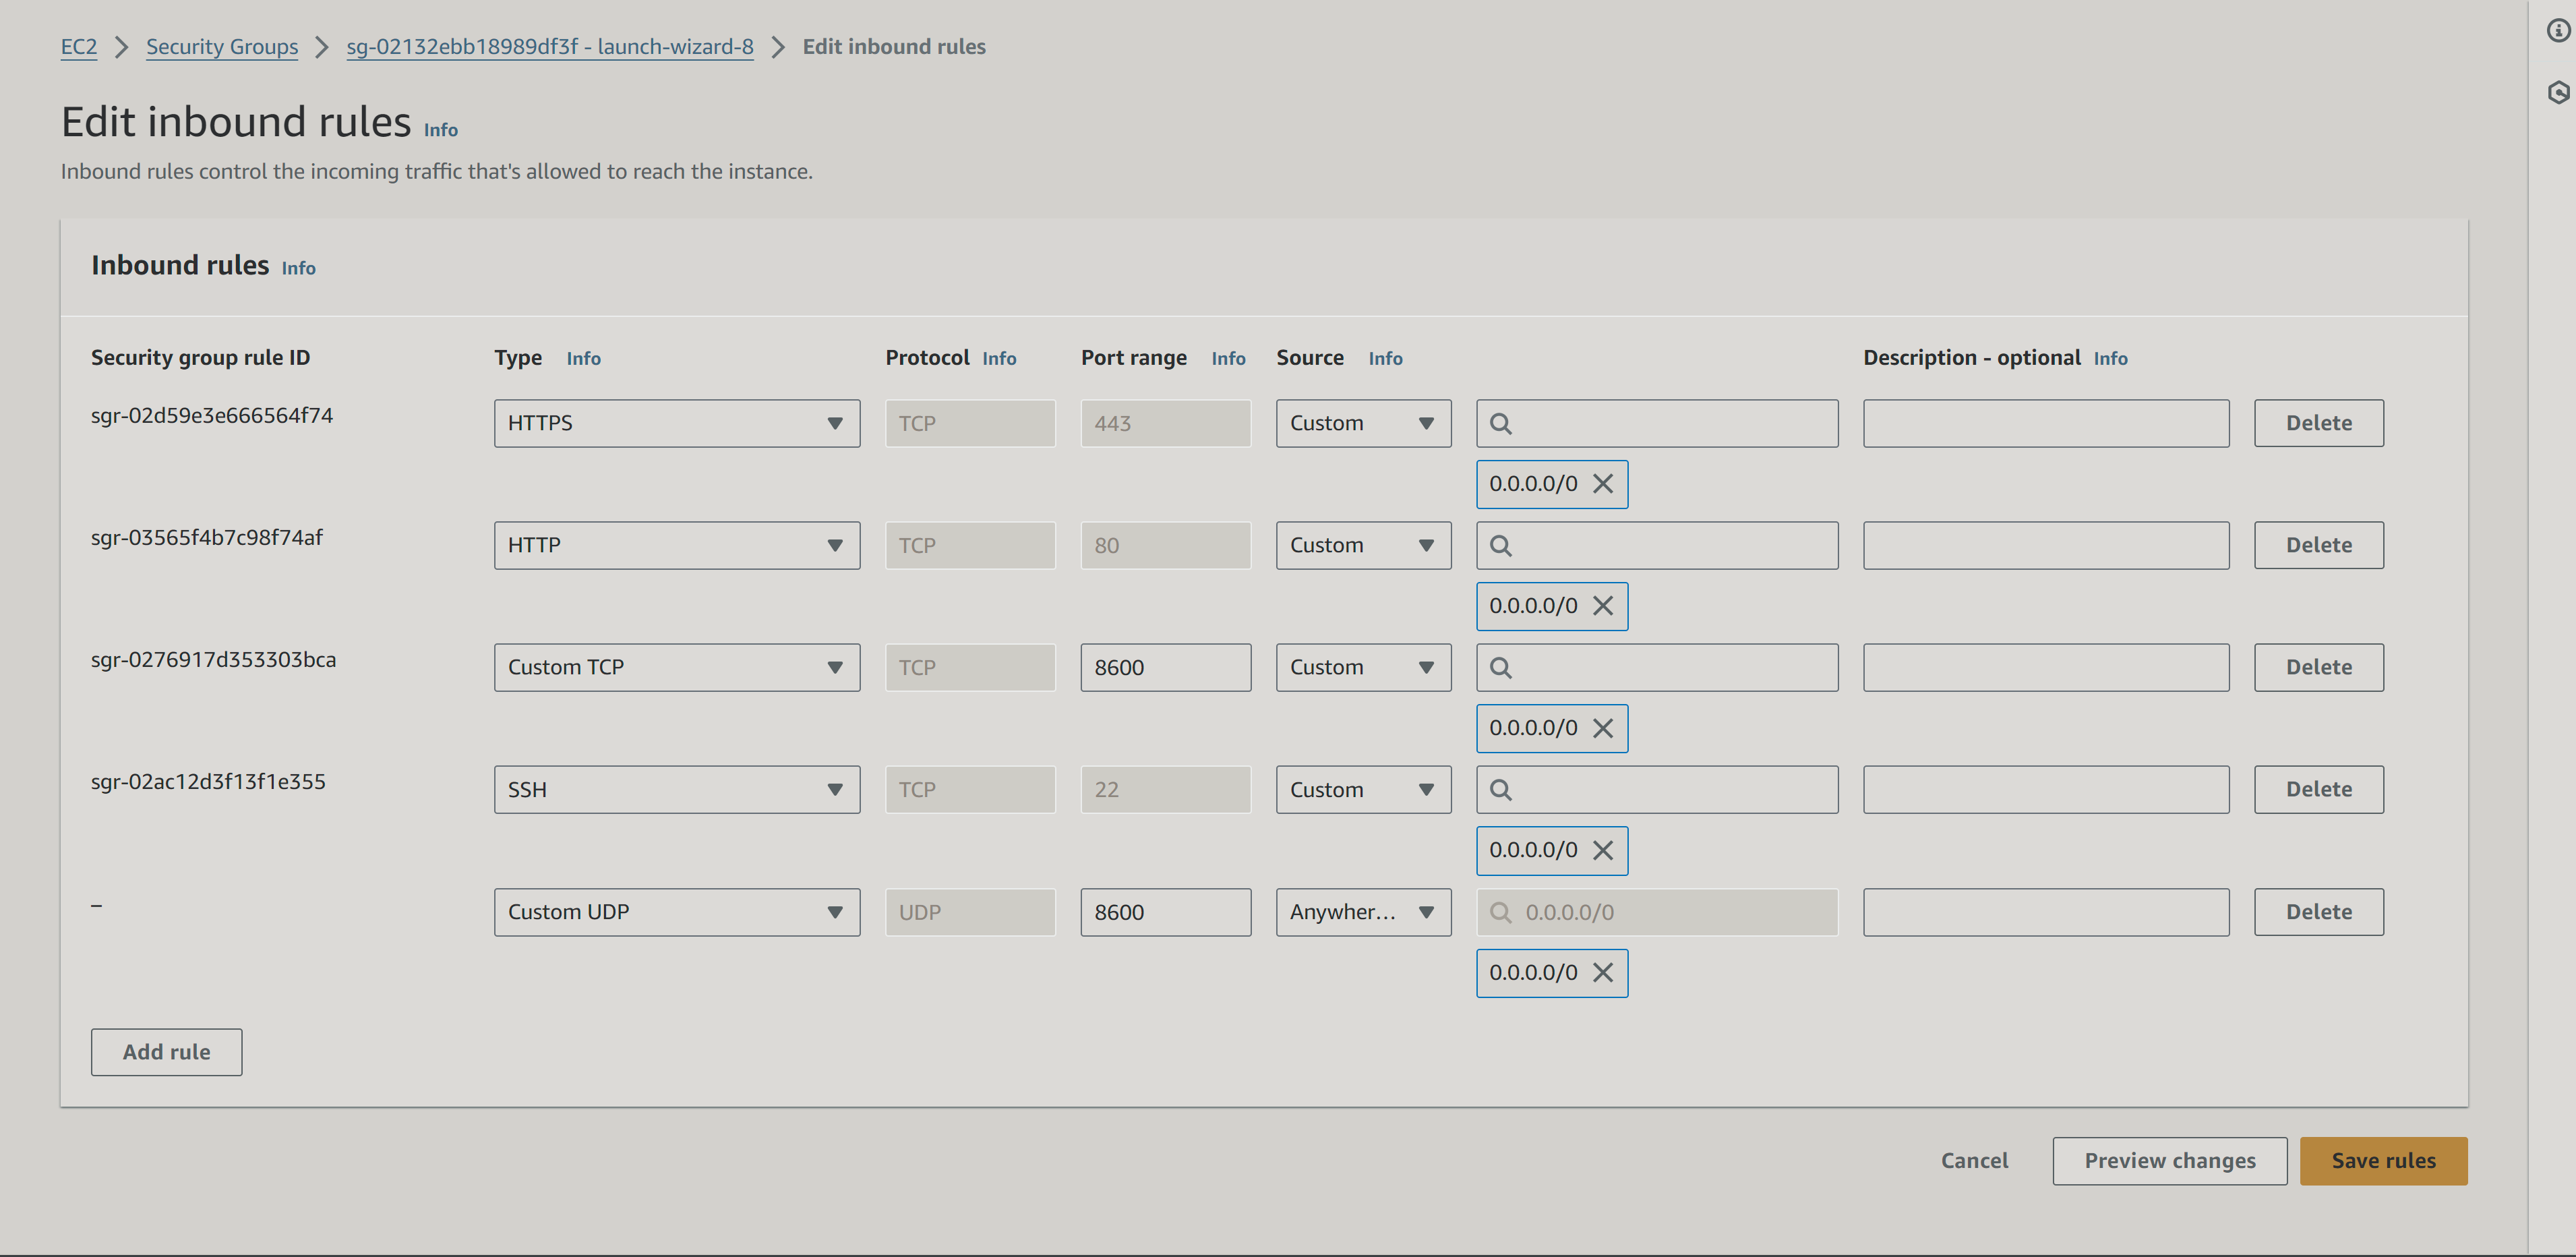 EC2 > Security Groups > sg-02132ebb18989df3f - launch-wizard-8 > Edit inbound rules
Edit inbound rules Info
Inbound rules control the incoming traffic that's allowed to reach the instance.
Inbound rules Info
Security group rule ID Type Info Protocol Info Port range Info Source Info Description - optional Info
sgr-02d59e3e666564f74 HTTPS TCP 443 Custom Delete
0.0.0.0/0
sgr-03565f4b7c98f74af HTTP TCP 80 Custom Delete
0.0.0.0/0
sgr-0276917d353303bca Custom TCP TCP 8600 Custom Delete
0.0.0.0/0
sgr-02ac12d3f13f1e355 SSH TCP 22 Custom Delete
0.0.0.0/0
– Custom UDP UDP 8600 Anywher... 0.0.0.0/0 Delete
0.0.0.0/0
Add rule
Cancel Preview changes Save rules